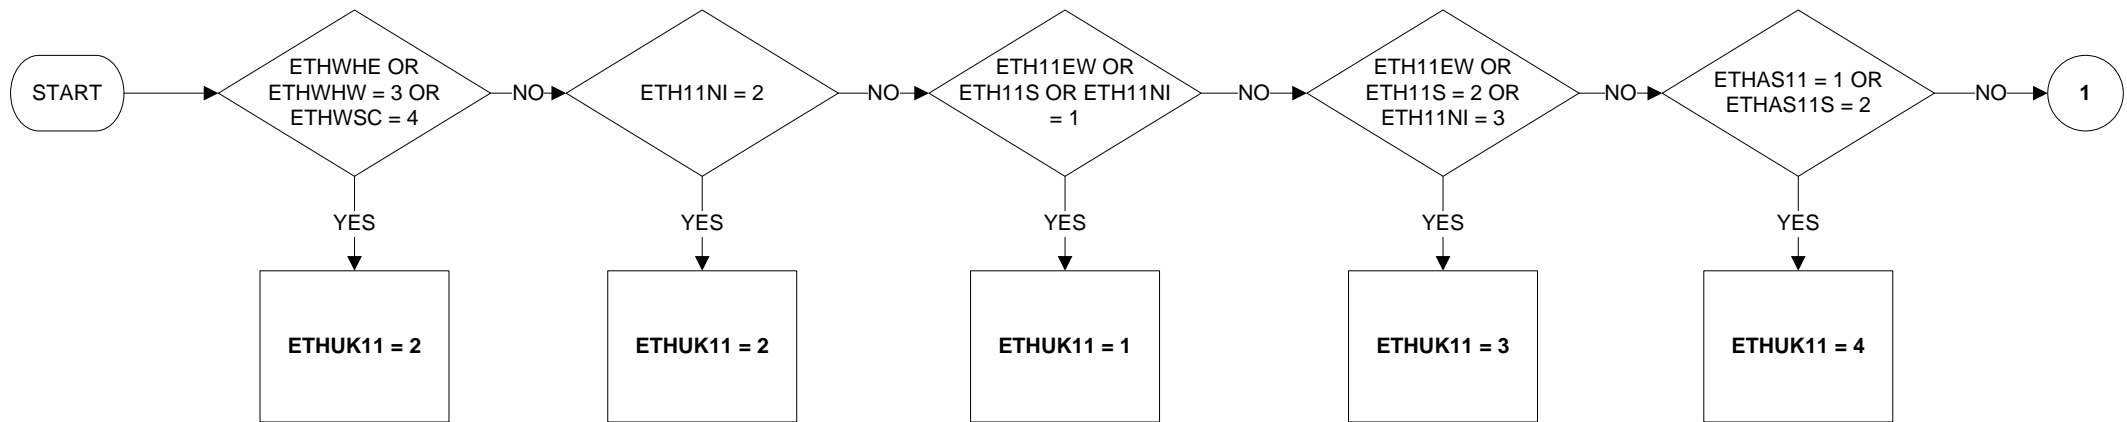 START
ETHWHE OR
ETHWHW = 3 OR
ETHWSC = 4
NO
ETH11NI = 2
NO
ETH11EW OR
ETH11S OR ETH11NI
= 1
NO
ETH11EW OR
ETH11S = 2 OR
ETH11NI = 3
NO
ETHAS11 = 1 OR
ETHAS11S = 2
NO
1
YES
YES
YES
YES
YES
ETHUK11 = 2
ETHUK11 = 2
ETHUK11 = 1
ETHUK11 = 3
ETHUK11 = 4